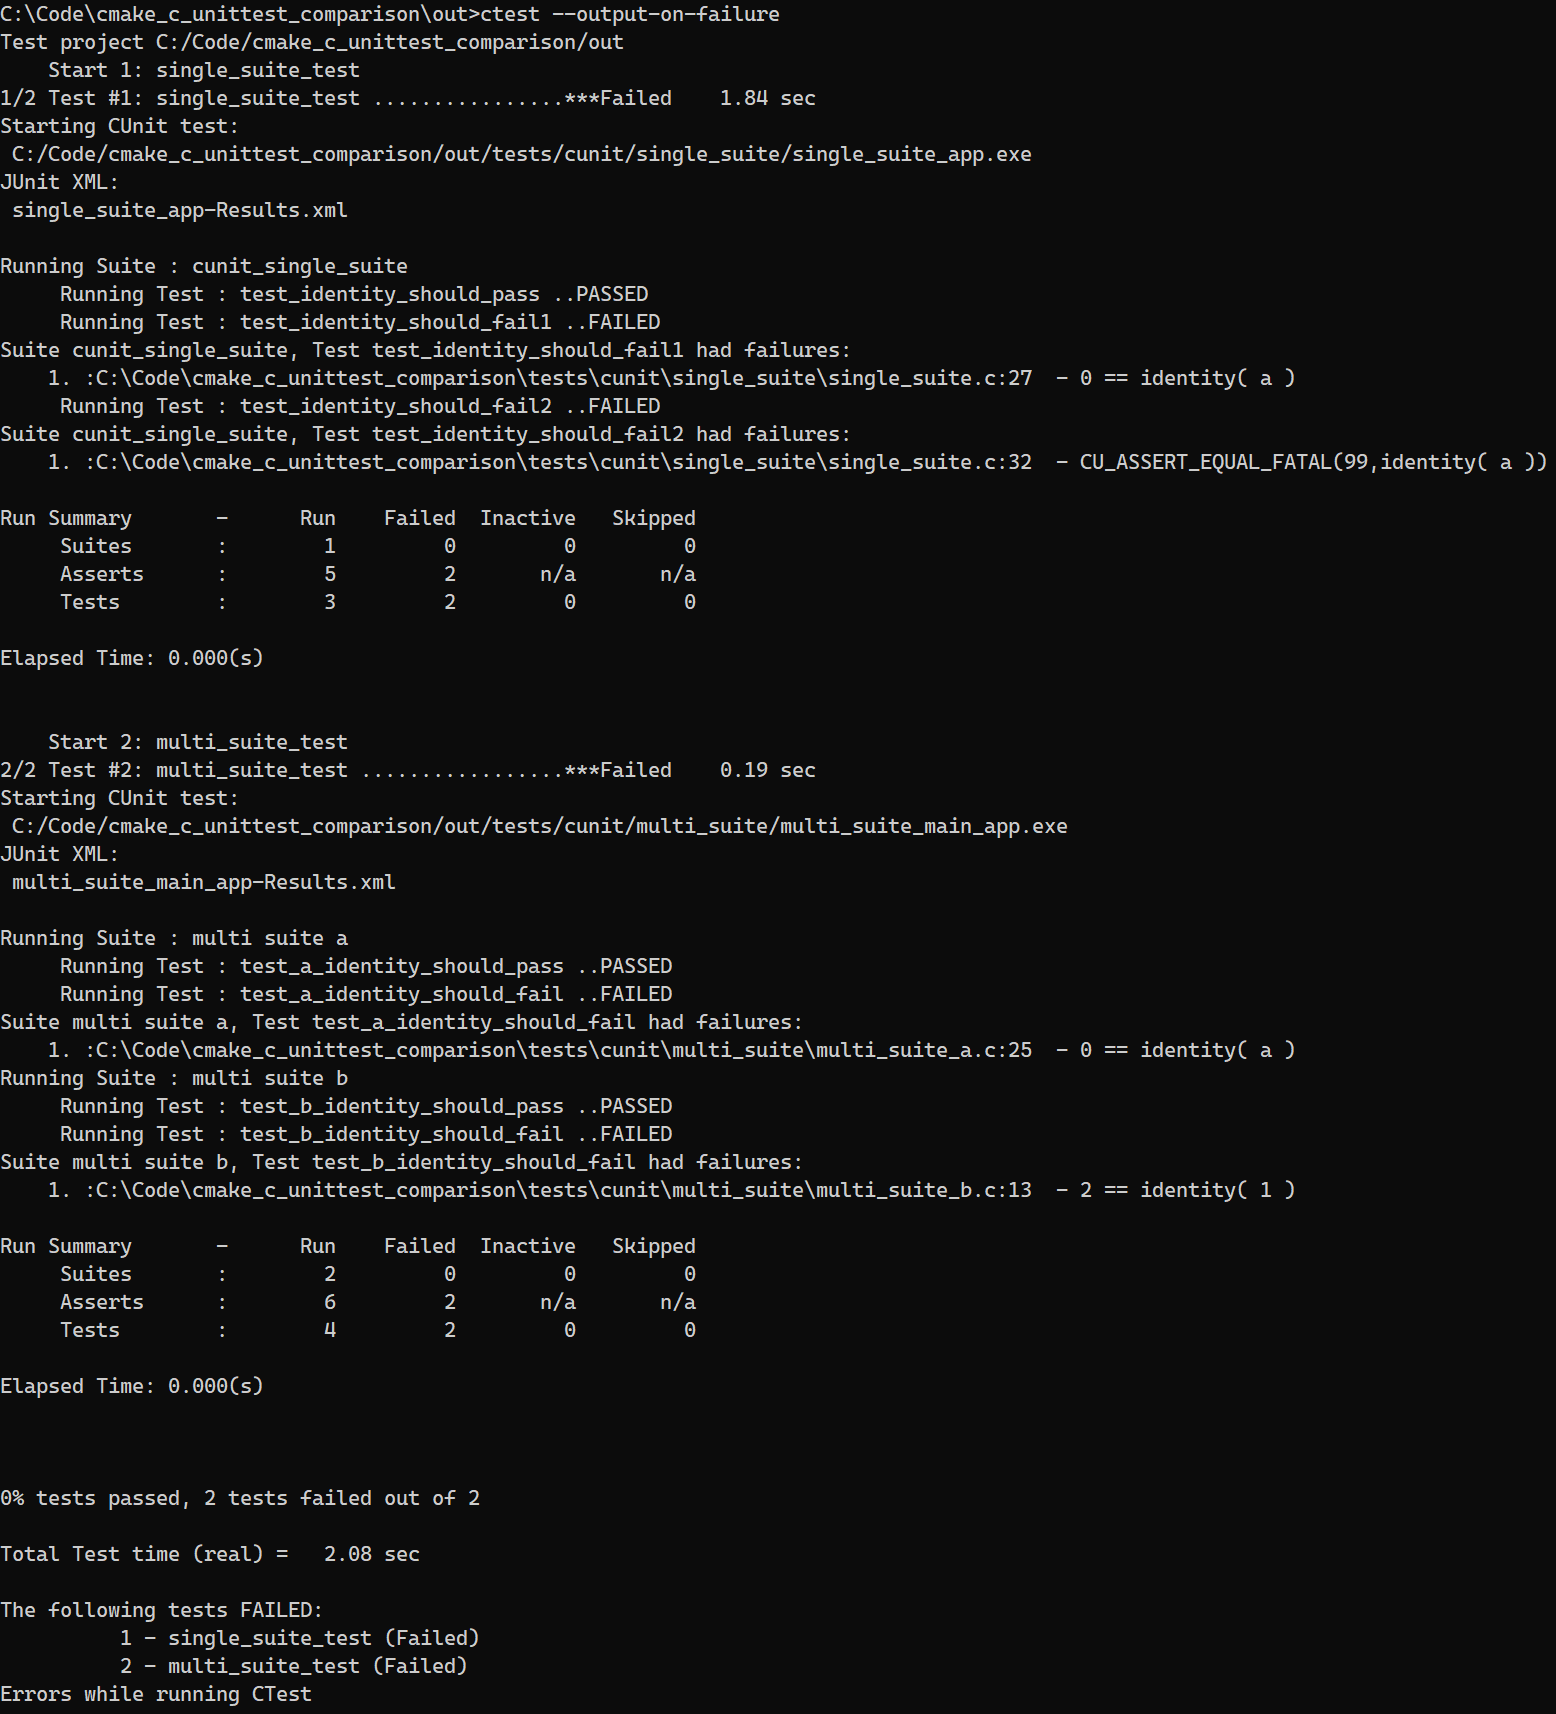 C:\Code\cmake_c_unittest_comparison\out>ctest --output-on-failure
Test project C:/Code/cmake_c_unittest_comparison/out
    Start 1: single_suite_test
1/2 Test #1: single_suite_test ................***Failed    1.84 sec
Starting CUnit test:
 C:/Code/cmake_c_unittest_comparison/out/tests/cunit/single_suite/single_suite_app.exe
JUnit XML:
 single_suite_app-Results.xml

Running Suite : cunit_single_suite
     Running Test : test_identity_should_pass ..PASSED
     Running Test : test_identity_should_fail1 ..FAILED
Suite cunit_single_suite, Test test_identity_should_fail1 had failures:
    1. :C:\Code\cmake_c_unittest_comparison\tests\cunit\single_suite\single_suite.c:27  - 0 == identity( a )
     Running Test : test_identity_should_fail2 ..FAILED
Suite cunit_single_suite, Test test_identity_should_fail2 had failures:
    1. :C:\Code\cmake_c_unittest_comparison\tests\cunit\single_suite\single_suite.c:32  - CU_ASSERT_EQUAL_FATAL(99,identity( a ))

Run Summary       -      Run    Failed  Inactive   Skipped
     Suites       :        1         0         0         0
     Asserts      :        5         2       n/a       n/a
     Tests        :        3         2         0         0

Elapsed Time: 0.000(s)


    Start 2: multi_suite_test
2/2 Test #2: multi_suite_test .................***Failed    0.19 sec
Starting CUnit test:
 C:/Code/cmake_c_unittest_comparison/out/tests/cunit/multi_suite/multi_suite_main_app.exe
JUnit XML:
 multi_suite_main_app-Results.xml

Running Suite : multi suite a
     Running Test : test_a_identity_should_pass ..PASSED
     Running Test : test_a_identity_should_fail ..FAILED
Suite multi suite a, Test test_a_identity_should_fail had failures:
    1. :C:\Code\cmake_c_unittest_comparison\tests\cunit\multi_suite\multi_suite_a.c:25  - 0 == identity( a )
Running Suite : multi suite b
     Running Test : test_b_identity_should_pass ..PASSED
     Running Test : test_b_identity_should_fail ..FAILED
Suite multi suite b, Test test_b_identity_should_fail had failures:
    1. :C:\Code\cmake_c_unittest_comparison\tests\cunit\multi_suite\multi_suite_b.c:13  - 2 == identity( 1 )

Run Summary       -      Run    Failed  Inactive   Skipped
     Suites       :        2         0         0         0
     Asserts      :        6         2       n/a       n/a
     Tests        :        4         2         0         0

Elapsed Time: 0.000(s)



0% tests passed, 2 tests failed out of 2

Total Test time (real) =   2.08 sec

The following tests FAILED:
          1 - single_suite_test (Failed)
          2 - multi_suite_test (Failed)
Errors while running CTest